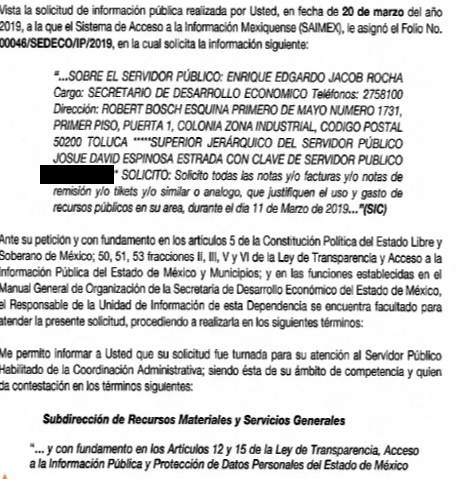 Vista la solicitud de información pública realizada por Usted, en fecha de 20 de marzo del año
2019, a la que el Sistema de Acceso a la Información Mexiquense (SAIMEX), le asignó el Folio No.
00046/SEDECO/IP/2019, en la cual solicita la información siguiente:
"...SOBRE EL SERVIDOR PÚBLICO: ENRIQUE EDGARDO JACOB ROCHA
Cargo: SECRETARIO DE DESARROLLO ECONOMICO Teléfonos: 2758100
Dirección: ROBERT BOSCH ESQUINA PRIMERO DE MAYO NUMERO 1731,
PRIMER PISO, PUERTA 1, COLONIA ZONA INDUSTRIAL, CODIGO POSTAL
50200 TOLUCA *****SUPERIOR JERÁRQUICO DEL SERVIDOR PÚBLICO
JOSUE DAVID ESPINOSA ESTRADA CON CLAVE DE SERVIDOR PUBLICO
* SOLICITO: Solicito todas las notas y/o facturas y/o notas de
remisión y/o tikets y/o similar o analogo, que justifiquen el uso y gasto de
recursos públicos en su area, durante el dia 11 de Marzo de 2019..."(SIC)
Ante su petición y con fundamento en los artículos 5 de la Constitución Política del Estado Libre y
Soberano de México; 50, 51, 53 fracciones II, III, V y VI de la Ley de Transparencia y Acceso a la
Información Pública del Estado de México y Municipios; y en las funciones establecidas en el
Manual General de Organización de la Secretaría de Desarrollo Económico del Estado de México,
el Responsable de la Unidad de Información de esta Dependencia se encuentra facultado para
atender la presente solicitud, procediendo a realizarla en los siguientes términos:
Me permito informar a Usted que su solicitud fue turnada para su atención al Servidor Público
Habilitado de la Coordinación Administrativa; siendo ésta de su ámbito de competencia y quien
da contestación en los términos siguientes:
Subdirección de Recursos Materiales y Servicios Generales
"... y con fundamento en los Artículos 12 y 15 de la Ley de Transparencia, Acceso
a la Información Pública y Protección de Datos Personales del Estado de México